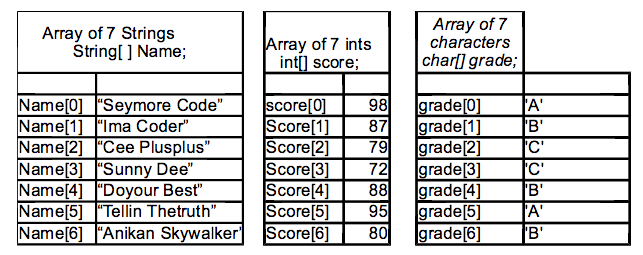 Array of 7 Strings
String[ ] Name;
Array of 7 ints
int[] score;
Array of 7
characters
char[] grade;
Name[0] “Seymore Code” score[0] 98 grade[0] 'A'
Name[1] “Ima Coder” Score[1] 87 grade[1] 'B'
Name[2] “Cee Plusplus” Score[2] 79 grade[2] 'C'
Name[3] “Sunny Dee” Score[3] 72 grade[3] 'C'
Name[4] “Doyour Best” Score[4] 88 grade[4] 'B'
Name[5] “Tellin Thetruth” Score[5] 95 grade[5] 'A'
Name[6] “Anikan Skywalker’ Score[6] 80 grade[6] 'B'